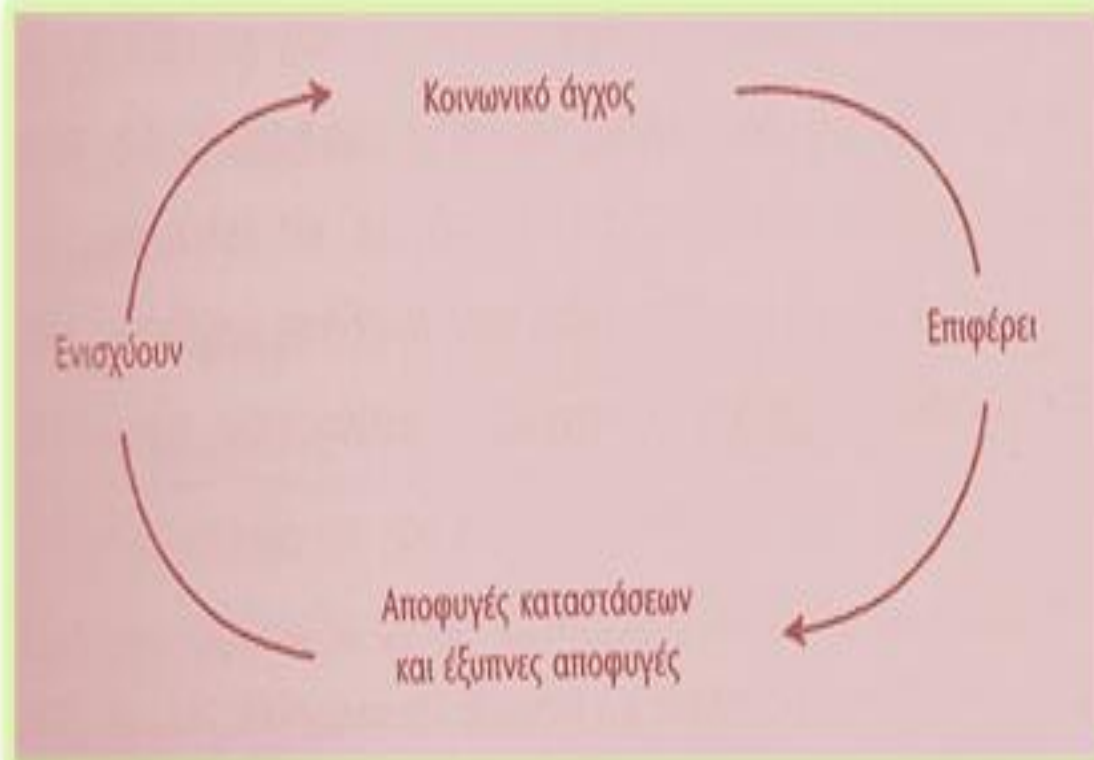 Κοινωνικό άγχος
Επιφέρει
Αποφυγές καταστάσεων
και έξυπνες αποφυγές
Ενισχύουν